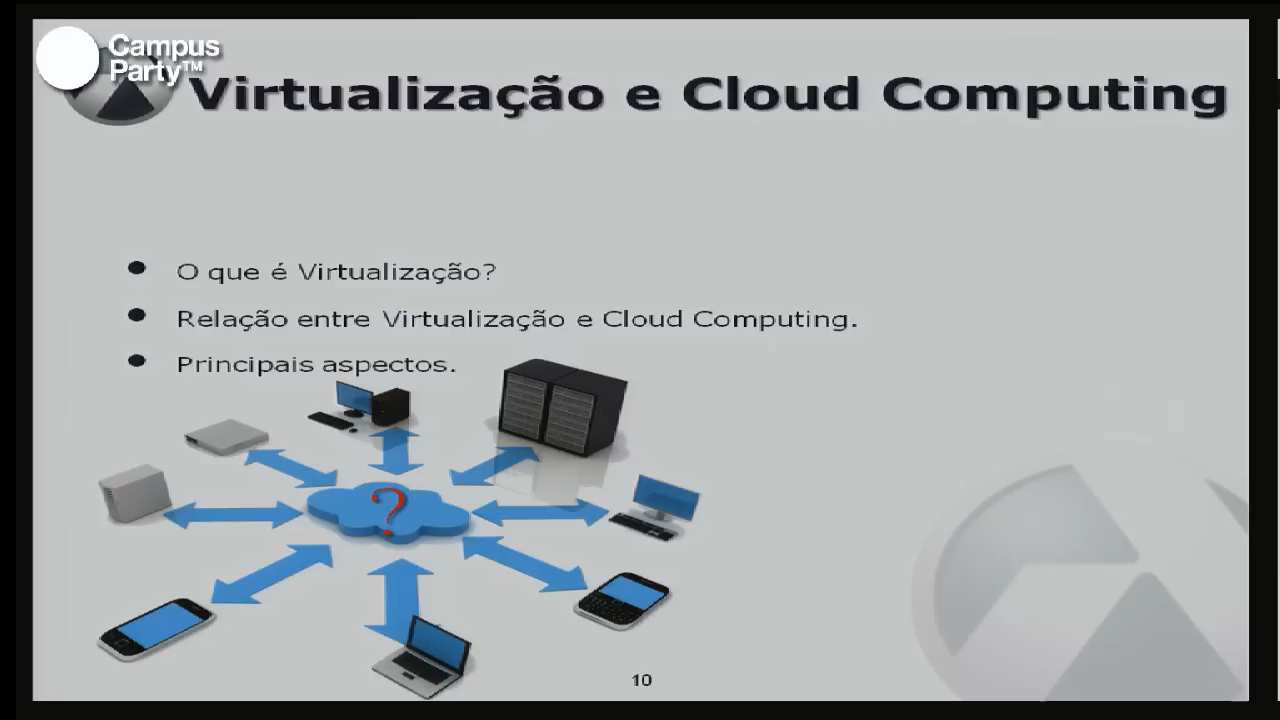 Campus
Party™
Virtualização e Cloud Computing
O que é Virtualização?
Relação entre Virtualização e Cloud Computing.
Principais aspectos.
?
10